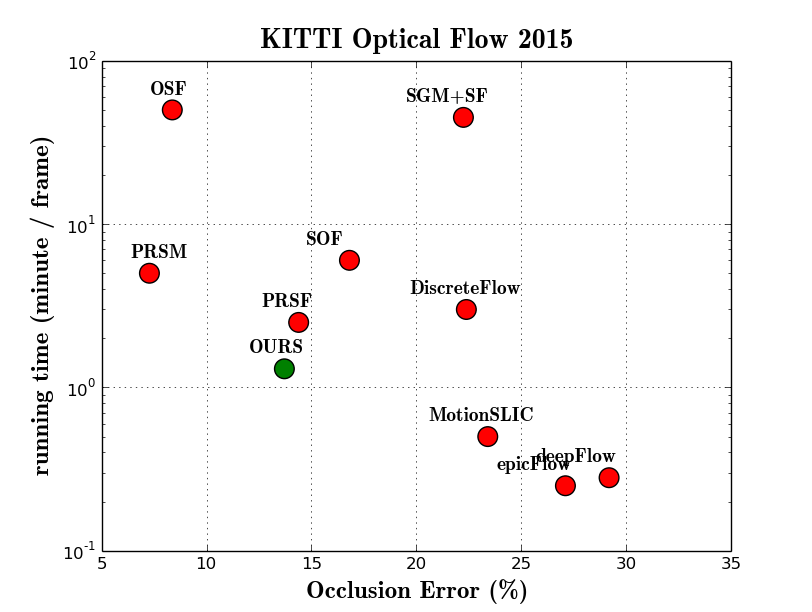 KITTI Optical Flow 2015
10^2
OSF
SGM+SF
10^1
SOF
PRSM
DiscreteFlow
PRSF
OURS
10^0
MotionSLIC
deepFlow
epicFlow
10^-1
5 10 15 20 25 30 35
Occlusion Error (%)
running time (minute / frame)